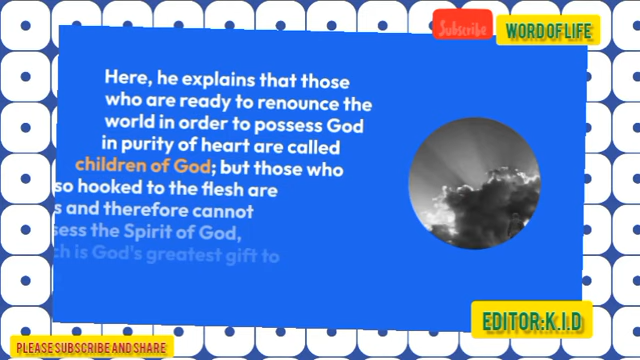 Subscribe
WORD OF LIFE
Here, he explains that those
who are ready to renounce the
world in order to possess God
in purity of heart are called
children of God; but those who
so hooked to the flesh are
s and therefore cannot
sess the Spirit of God,
ch is God's greatest gift to
EDITOR:K.I.D
PLEASE SUBSCRIBE AND SHARE